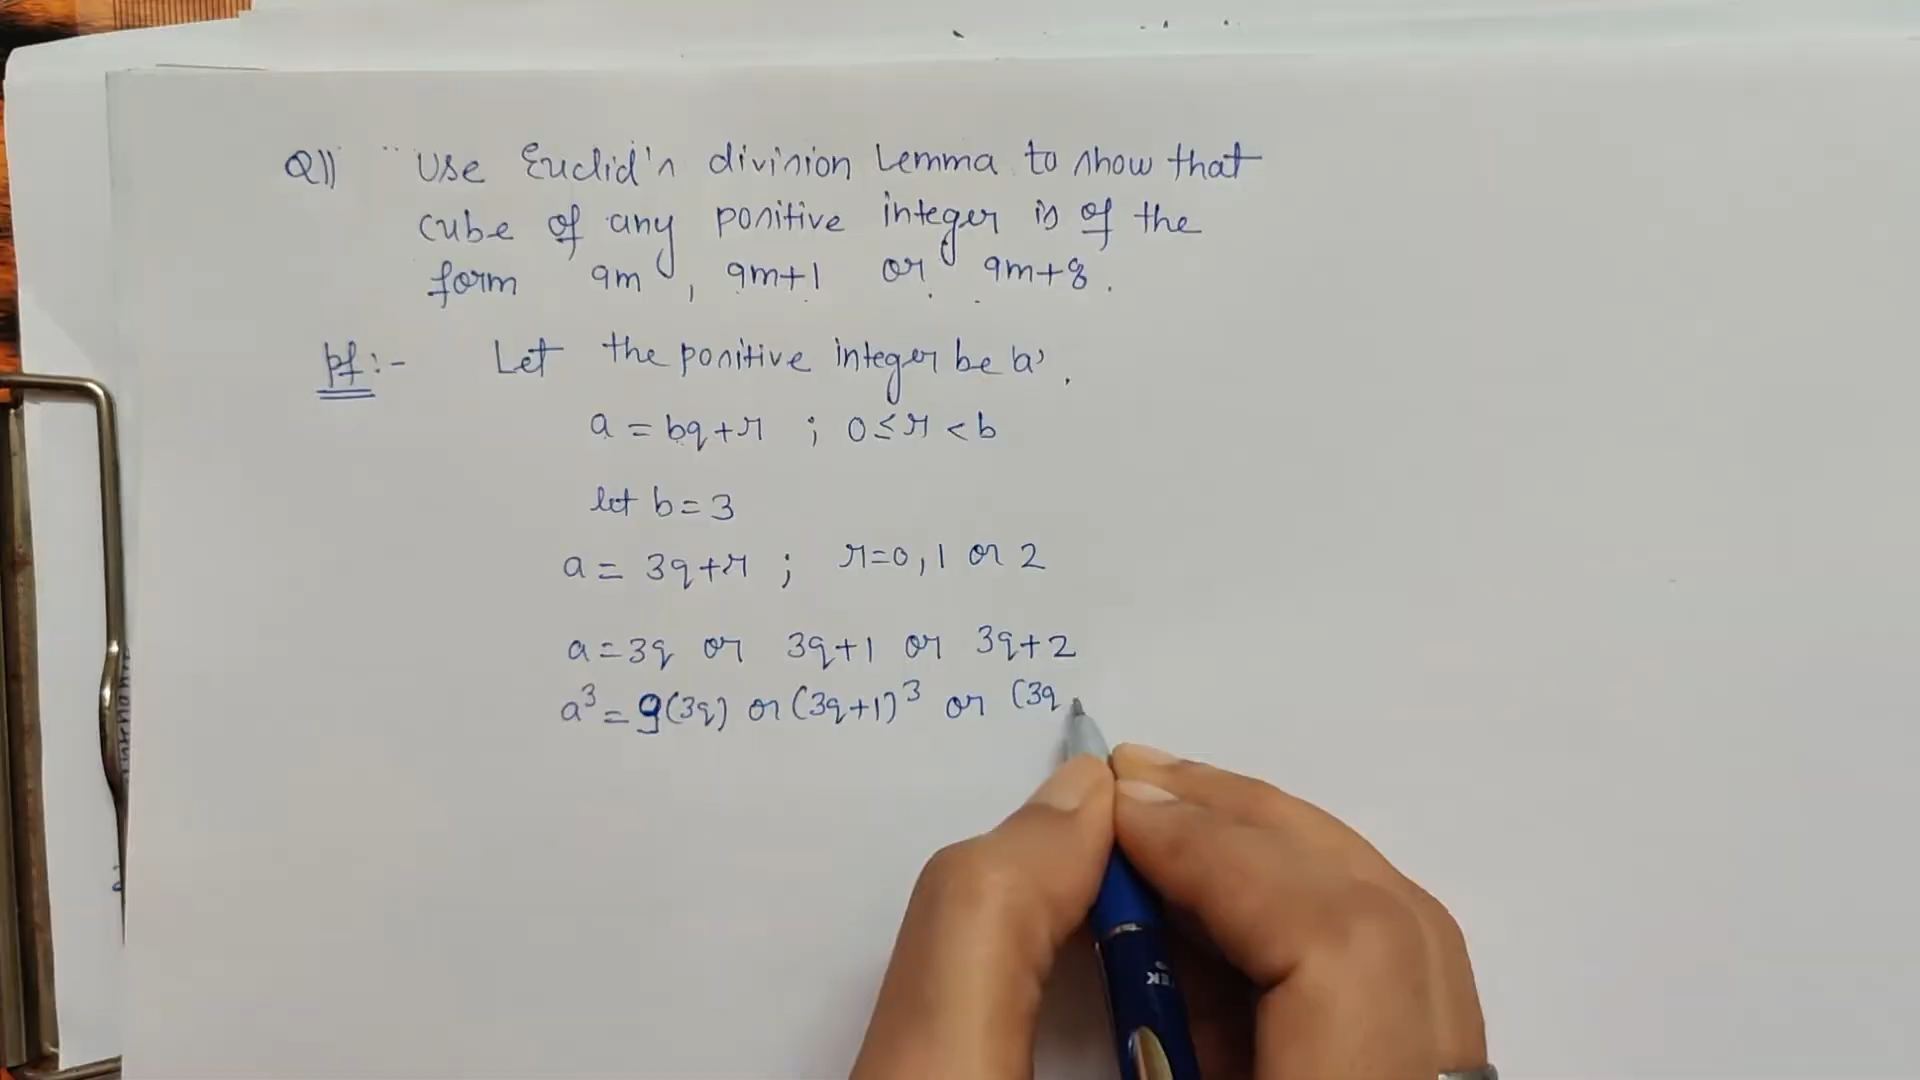 Q11 Use Euclid's division Lemma to show that
cube of any positive integer is of the
form 9m, 9m+1 or 9m+8.
Pf:- Let the positive integer be 'a'.
a = bq+r ; 0≤r<b
let b=3
a = 3q+r ; r=0,1 or 2
a=3q or 3q+1 or 3q+2
a³=9(3q) or (3q+1)³ or (3q